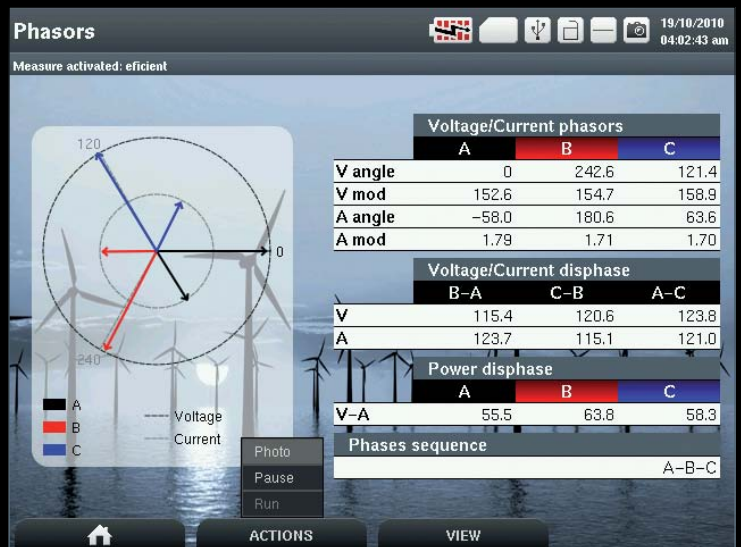 Phasors
19/10/2010
04:02:43 am
Measure activated: eficient
120
0
240
A
B
C
Voltage
Current
Voltage/Current phasors
A B C
V angle 0 242.6 121.4
V mod 152.6 154.7 158.9
A angle -58.0 180.6 63.6
A mod 1.79 1.71 1.70
Voltage/Current disphase
B-A C-B A-C
V 115.4 120.6 123.8
A 123.7 115.1 121.0
Power disphase
A B C
V-A 55.5 63.8 58.3
Phases sequence
A-B-C
Photo
Pause
Run
ACTIONS
VIEW